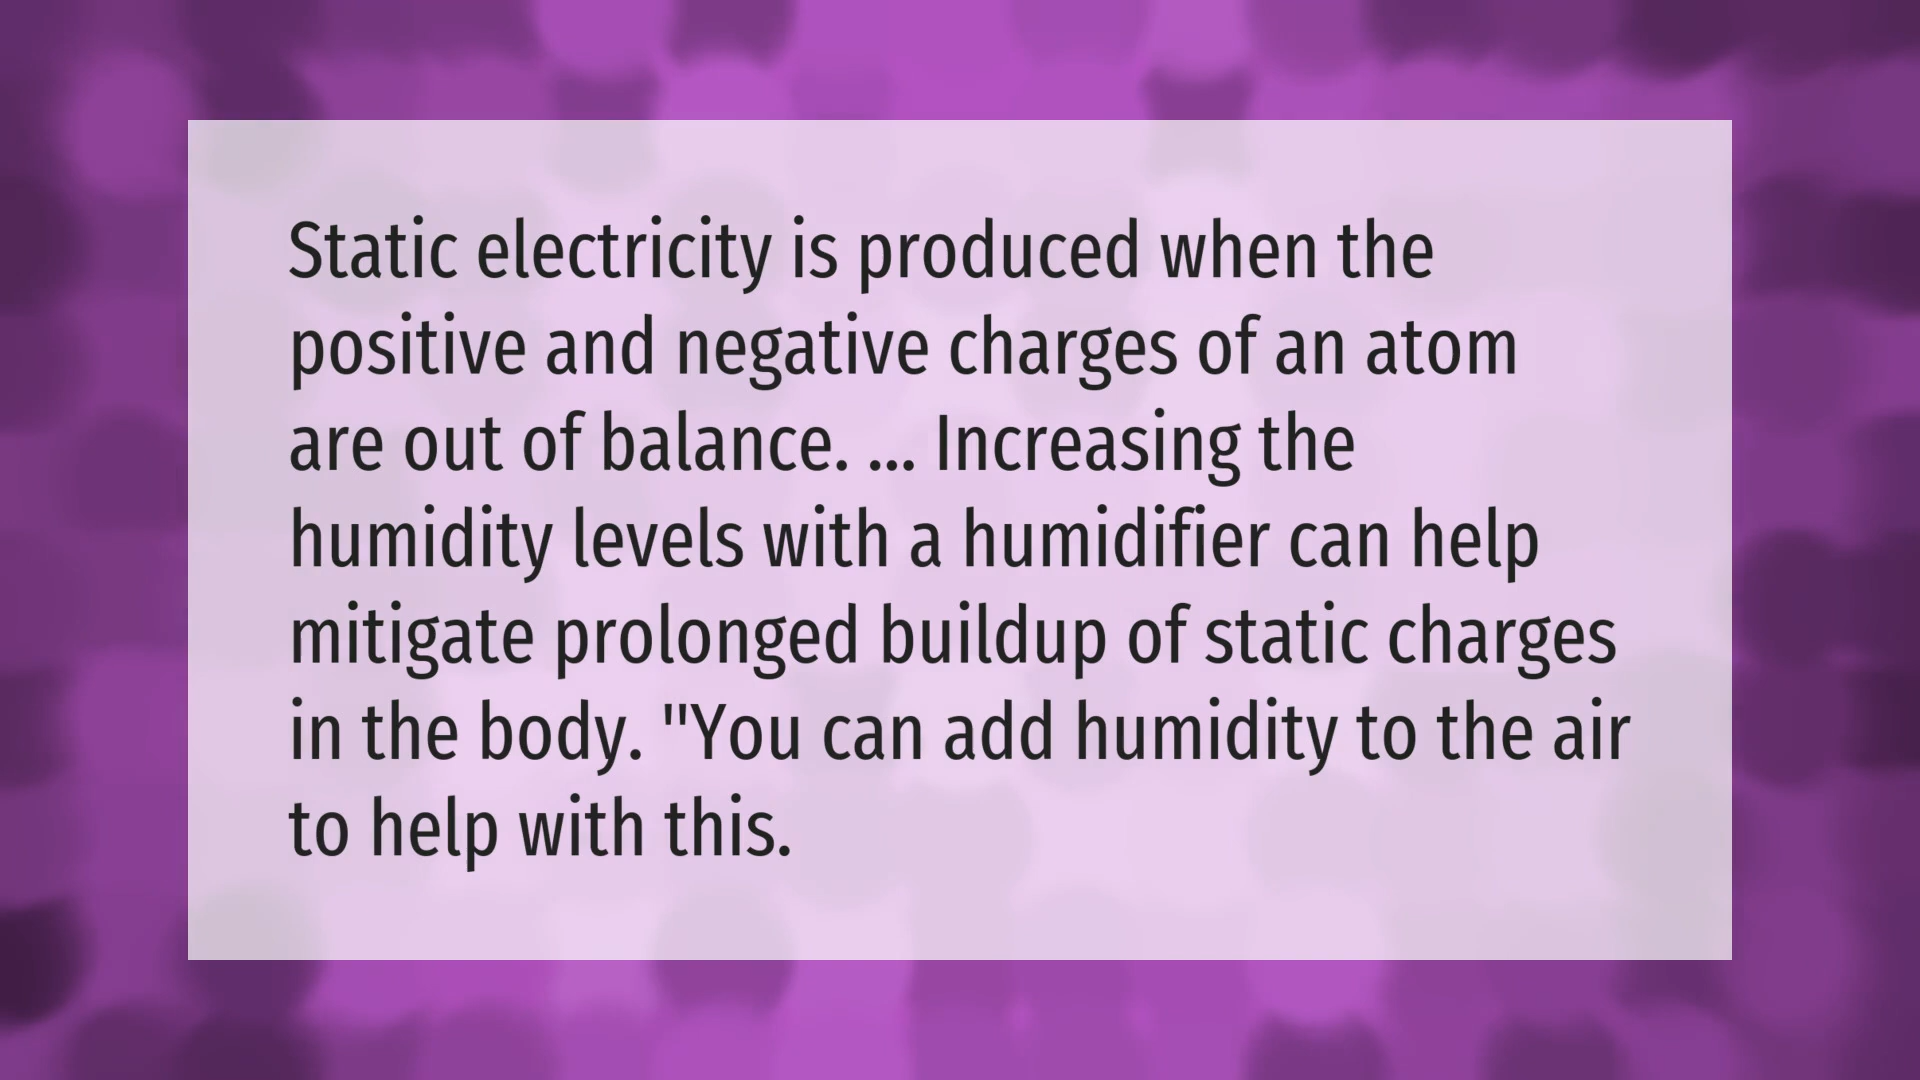 Static electricity is produced when the
positive and negative charges of an atom
are out of balance. ... Increasing the
humidity levels with a humidifier can help
mitigate prolonged buildup of static charges
in the body. "You can add humidity to the air
to help with this.